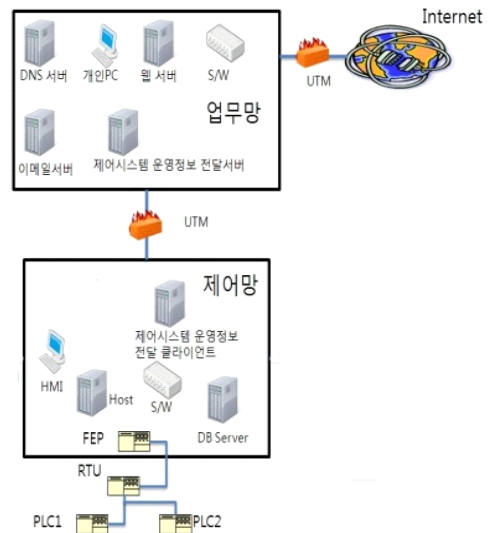 Internet
DNS 서버
개인PC
웹 서버
S/W
UTM
업무망
이메일서버
제어시스템 운영정보 전달서버
UTM
제어망
제어시스템 운영정보
전달 클라이언트
HMI
Host
S/W
DB Server
FEP
RTU
PLC1
PLC2